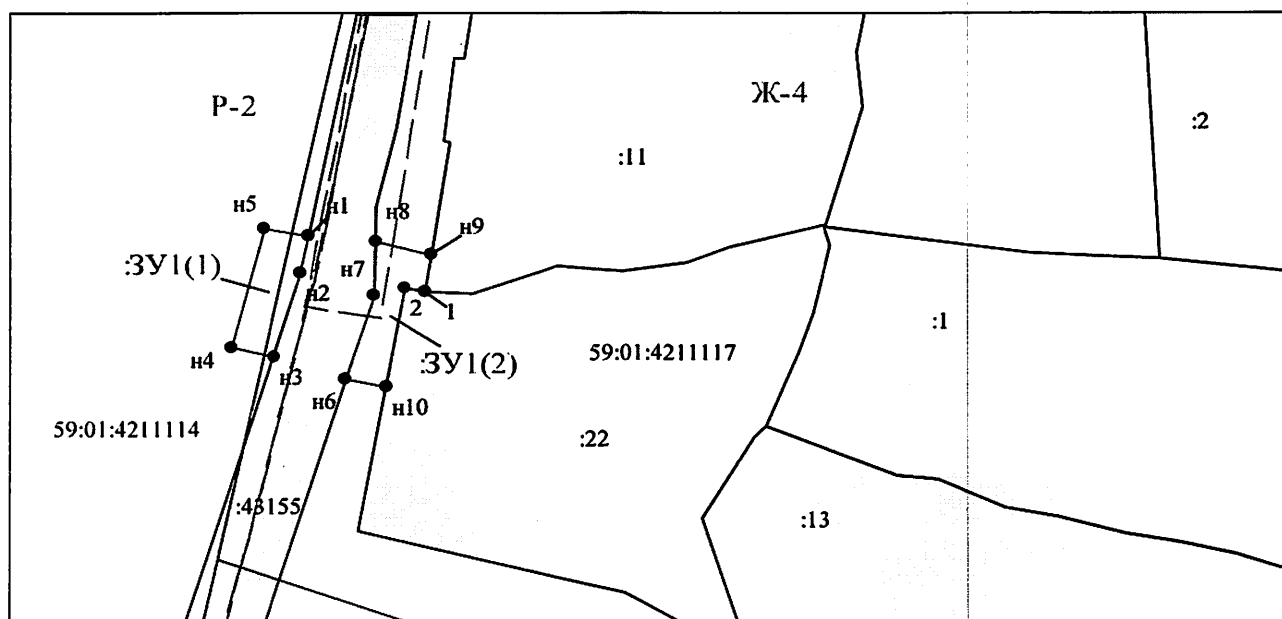 Р-2
Ж-4
:2
:11
н5
н1
н8
н9
:ЗУ1(1)
н7
н2
2
1
:1
н4
н3
:ЗУ1(2)
59:01:4211117
н6
н10
59:01:4211114
:22
:43155
:13